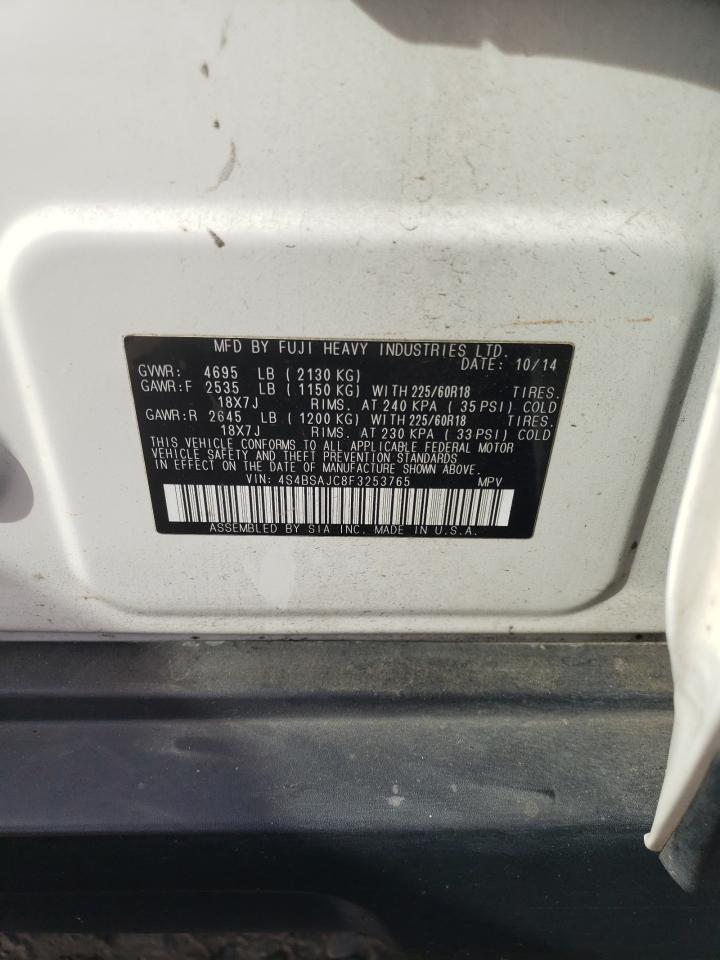 MFD BY FUJI HEAVY INDUSTRIES LTD.
DATE: 10/14
GVWR: 4695 LB (2130 KG)
GAWR:F 2535 LB (1150 KG) WITH 225/60R18 TIRES.
18X7J RIMS. AT 240 KPA (35 PSI) COLD
GAWR:R 2645 LB (1200 KG) WITH 225/60R18 TIRES.
18X7J RIMS. AT 230 KPA (33 PSI) COLD
THIS VEHICLE CONFORMS TO ALL APPLICABLE FEDERAL MOTOR
VEHICLE SAFETY AND THEFT PREVENTION STANDARDS
IN EFFECT ON THE DATE OF MANUFACTURE SHOWN ABOVE.
VIN: 4S4BSAJC8F3253765 MPV
ASSEMBLED BY SIA INC. MADE IN U.S.A.